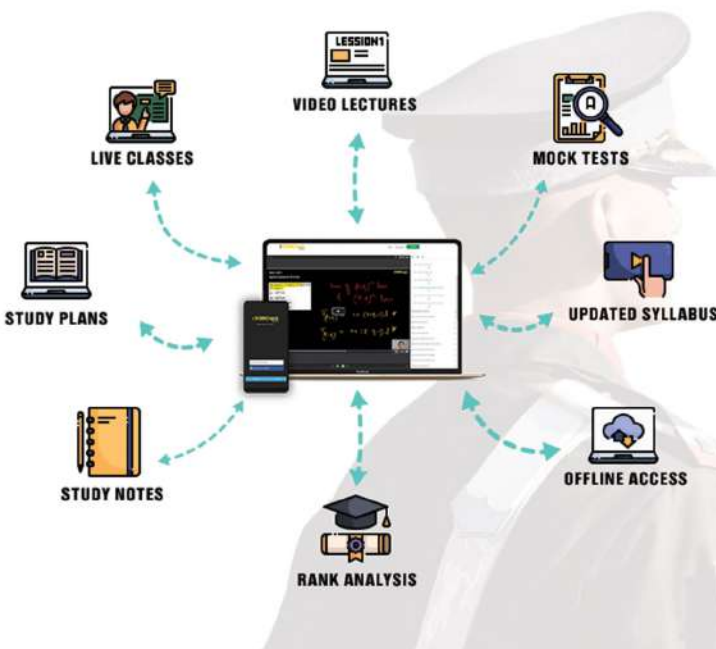 LESSION1
VIDEO LECTURES
LIVE CLASSES
MOCK TESTS
STUDY PLANS
UPDATED SYLLABUS
STUDY NOTES
OFFLINE ACCESS
RANK ANALYSIS